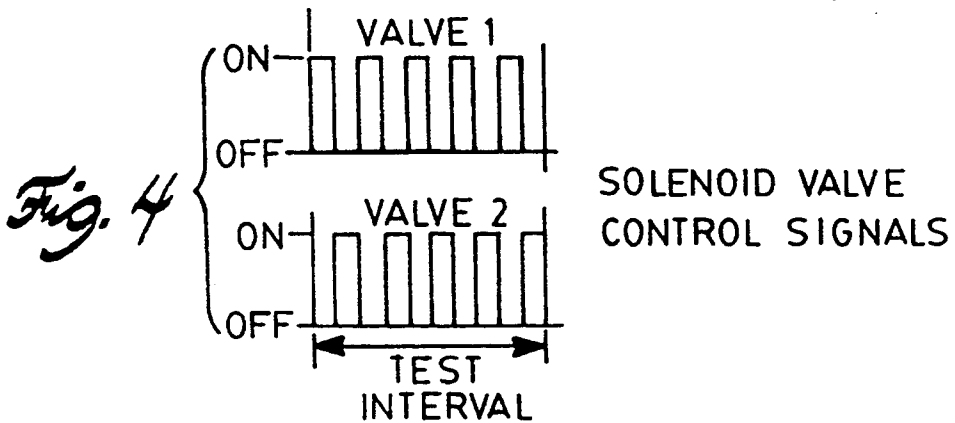 VALVE 1
ON
OFF
Fig. 4
VALVE 2
ON
OFF
TEST
INTERVAL
SOLENOID VALVE
CONTROL SIGNALS